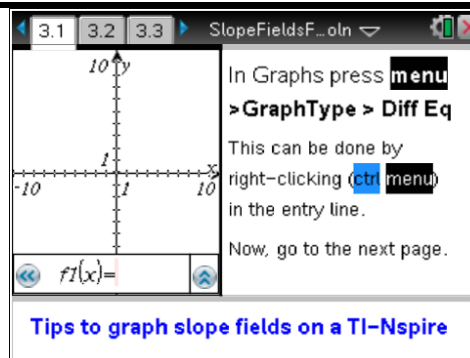 3.1 3.2 3.3 SlopeFieldsF…oln
10 y
1
x
-10 1 10
f1(x)=
In Graphs press menu
>GraphType > Diff Eq
This can be done by
right-clicking (ctrl menu)
in the entry line.
Now, go to the next page.
Tips to graph slope fields on a TI-Nspire